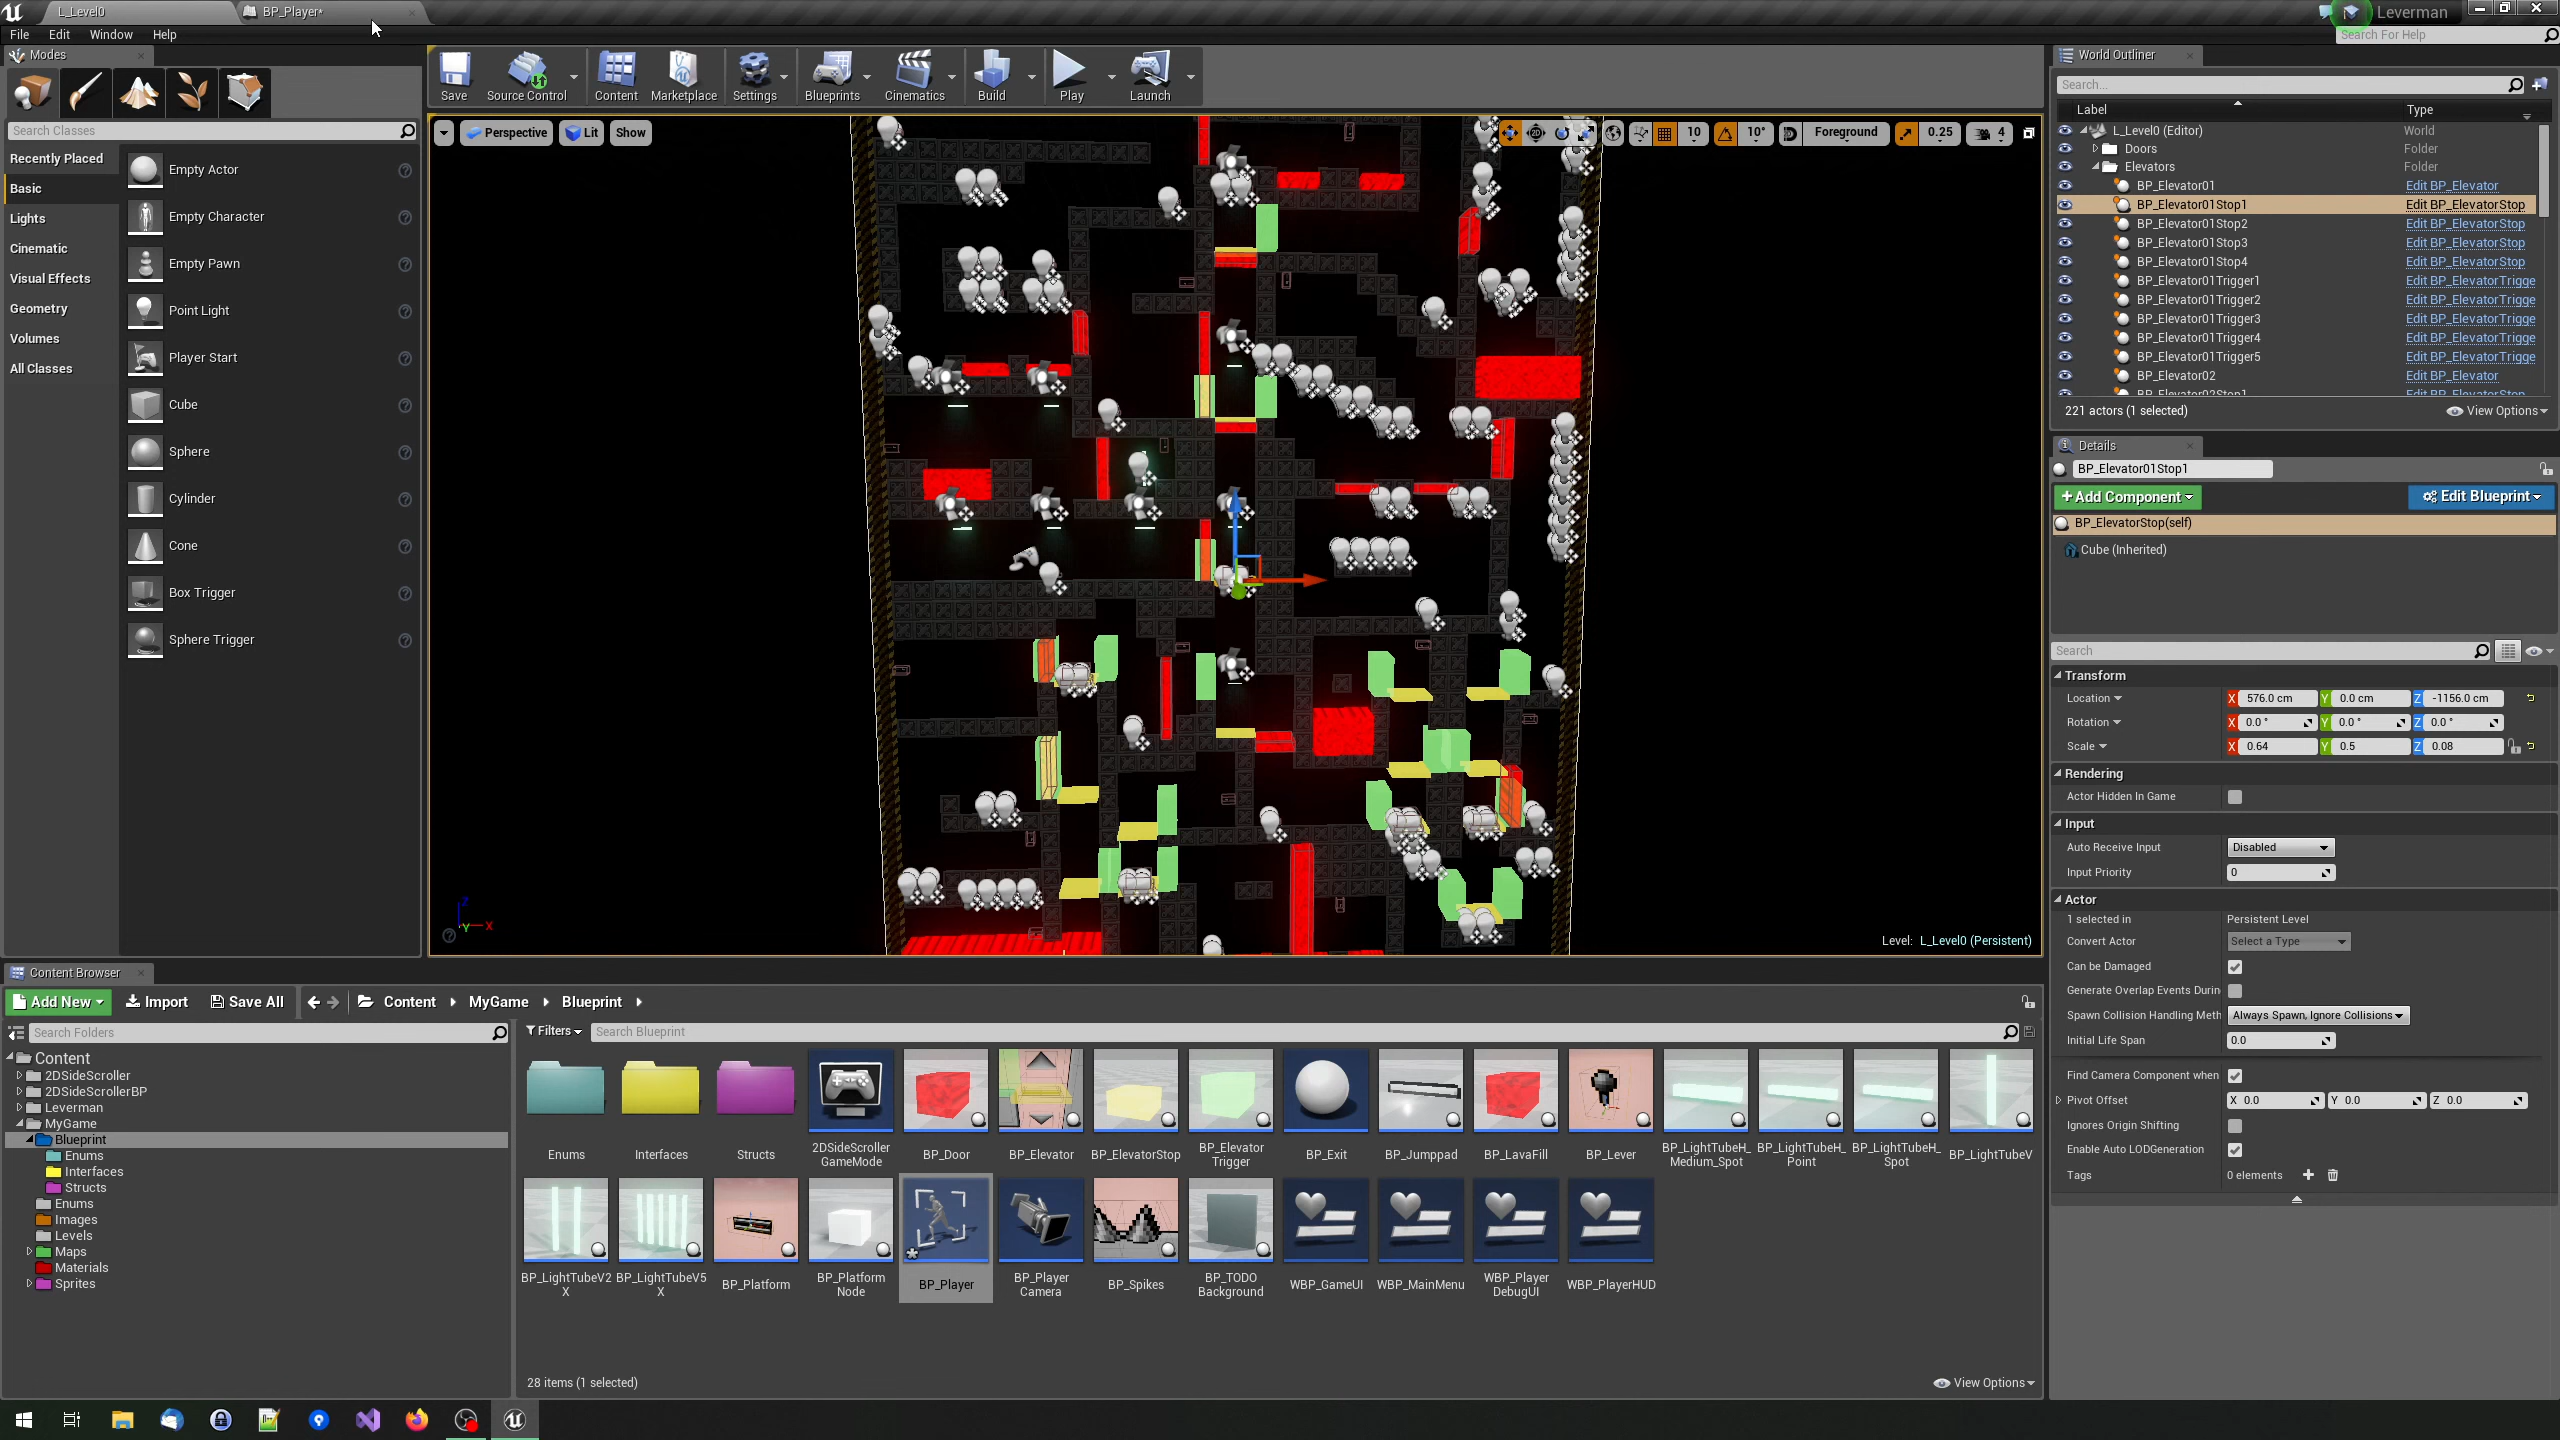 L_Level0
BP_Player*
Leverman
File Edit Window Help
Search For Help
Modes
Search Classes
Recently Placed
Basic
Lights
Cinematic
Visual Effects
Geometry
Volumes
All Classes
Empty Actor
Empty Character
Empty Pawn
Point Light
Player Start
Cube
Sphere
Cylinder
Cone
Box Trigger
Sphere Trigger
Save
Source Control
Content
Marketplace
Settings
Blueprints
Cinematics
Build
Play
Launch
Perspective Lit Show
10 10° Foreground 0.25 4
Z
Y X
Level: L_Level0 (Persistent)
World Outliner
Search...
Label Type
L_Level0 (Editor) World
Doors Folder
Elevators Folder
BP_Elevator01 Edit BP_Elevator
BP_Elevator01Stop1 Edit BP_ElevatorStop
BP_Elevator01Stop2 Edit BP_ElevatorStop
BP_Elevator01Stop3 Edit BP_ElevatorStop
BP_Elevator01Stop4 Edit BP_ElevatorStop
BP_Elevator01Trigger1 Edit BP_ElevatorTrigge
BP_Elevator01Trigger2 Edit BP_ElevatorTrigge
BP_Elevator01Trigger3 Edit BP_ElevatorTrigge
BP_Elevator01Trigger4 Edit BP_ElevatorTrigge
BP_Elevator01Trigger5 Edit BP_ElevatorTrigge
BP_Elevator02 Edit BP_Elevator
BP_Elevator02Stop1 Edit BP_ElevatorStop
221 actors (1 selected) View Options
Details
BP_Elevator01Stop1
+Add Component Edit Blueprint
BP_ElevatorStop(self)
Cube (Inherited)
Search
Transform
Location X 576.0 cm Y 0.0 cm Z -1156.0 cm
Rotation X 0.0 ° Y 0.0 ° Z 0.0 °
Scale X 0.64 Y 0.5 Z 0.08
Rendering
Actor Hidden In Game
Input
Auto Receive Input Disabled
Input Priority 0
Actor
1 selected in Persistent Level
Convert Actor Select a Type
Can be Damaged
Generate Overlap Events Durin
Spawn Collision Handling Meth Always Spawn, Ignore Collisions
Initial Life Span 0.0
Find Camera Component when
Pivot Offset X 0.0 Y 0.0 Z 0.0
Ignores Origin Shifting
Enable Auto LODGeneration
Tags 0 elements
Content Browser
Add New Import Save All Content MyGame Blueprint
Search Folders
Content
2DSideScroller
2DSideScrollerBP
Leverman
MyGame
Blueprint
Enums
Interfaces
Structs
Enums
Images
Levels
Maps
Materials
Sprites
Filters Search Blueprint
Enums
Interfaces
Structs
2DSideScroller
GameMode
BP_Door
BP_Elevator
BP_ElevatorStop
BP_Elevator
Trigger
BP_Exit
BP_Jumppad
BP_LavaFill
BP_Lever
BP_LightTubeH_
Medium_Spot
BP_LightTubeH_
Point
BP_LightTubeH_
Spot
BP_LightTubeV
BP_LightTubeV2
X
BP_LightTubeV5
X
BP_Platform
BP_Platform
Node
BP_Player
BP_Player
Camera
BP_Spikes
BP_TODO
Background
WBP_GameUI
WBP_MainMenu
WBP_Player
DebugUI
WBP_PlayerHUD
28 items (1 selected) View Options